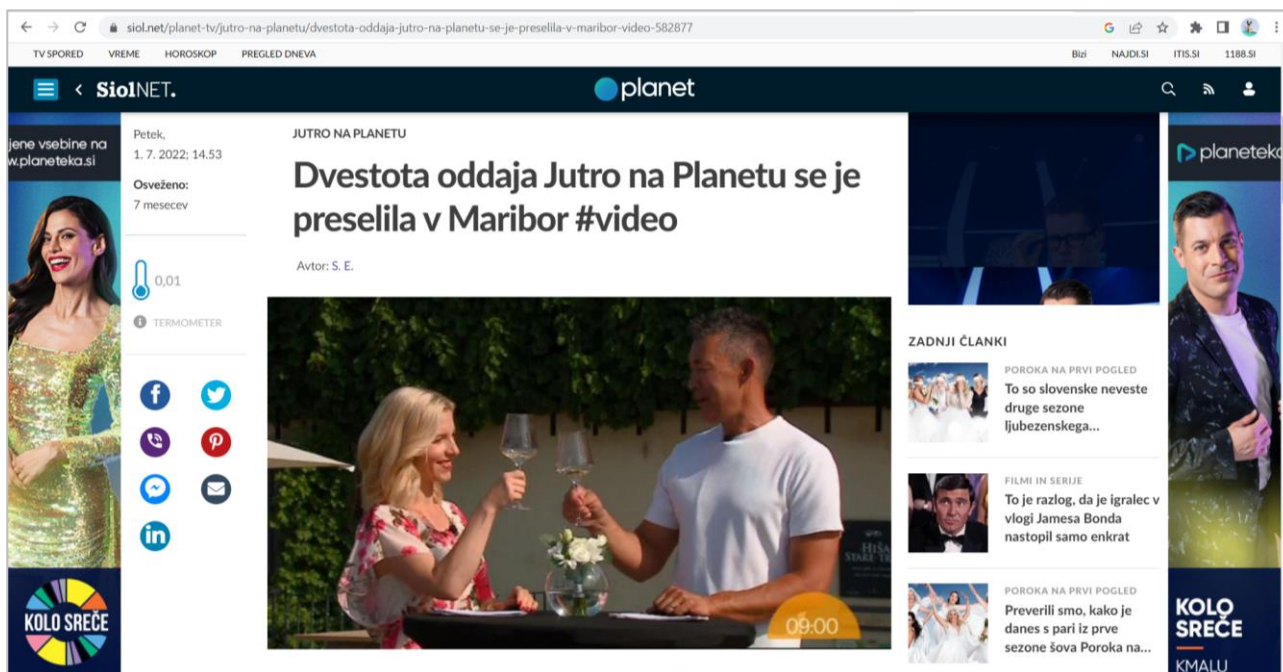 siol.net/planet-tv/jutro-na-planetu/dvestota-oddaja-jutro-na-planetu-se-je-preselila-v-maribor-video-582877
TV SPORED VREME HOROSKOP PREGLED DNEVA Bizi NAJDI.SI ITIS.SI 1188.SI
SiolNET. planet
jene vsebine na
w.planeteka.si
Petek,
1. 7. 2022; 14.53
Osveženo:
7 mesecev
0,01
TERMOMETER
KOLO SREČE
JUTRO NA PLANETU
Dvestota oddaja Jutro na Planetu se je
preselila v Maribor #video
Avtor: S. E.
HIŠA
STARE TR
09:00
ZADNJI ČLANKI
POROKA NA PRVI POGLED
To so slovenske neveste
druge sezone
ljubezenskega...
FILMI IN SERIJE
To je razlog, da je igralec v
vlogi Jamesa Bonda
nastopil samo enkrat
POROKA NA PRVI POGLED
Preverili smo, kako je
danes s pari iz prve
sezone šova Poroka na...
planetek
KOLO
SREČE
KMALU